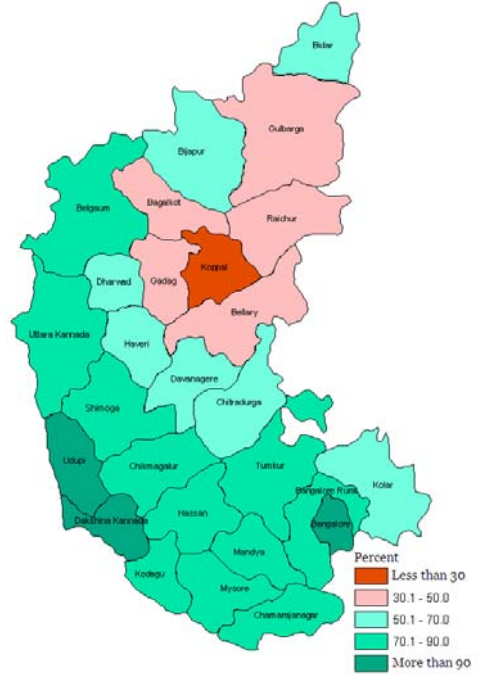 Bidar
Gulbarga
Bijapur
Bagalkot
Belgaum
Raichur
Koppal
Dharwad
Gadag
Bellary
Uttara Kannada
Haveri
Davanagere
Chitradurga
Shimoga
Udupi
Chikmagalur
Tumkur
Kolar
Bangalore Rural
Hassan
Dakshina Kannada
Bangalore
Mandya
Kodagu
Mysore
Chamarajanagar
Percent
Less than 30
30.1 - 50.0
50.1 - 70.0
70.1 - 90.0
More than 90